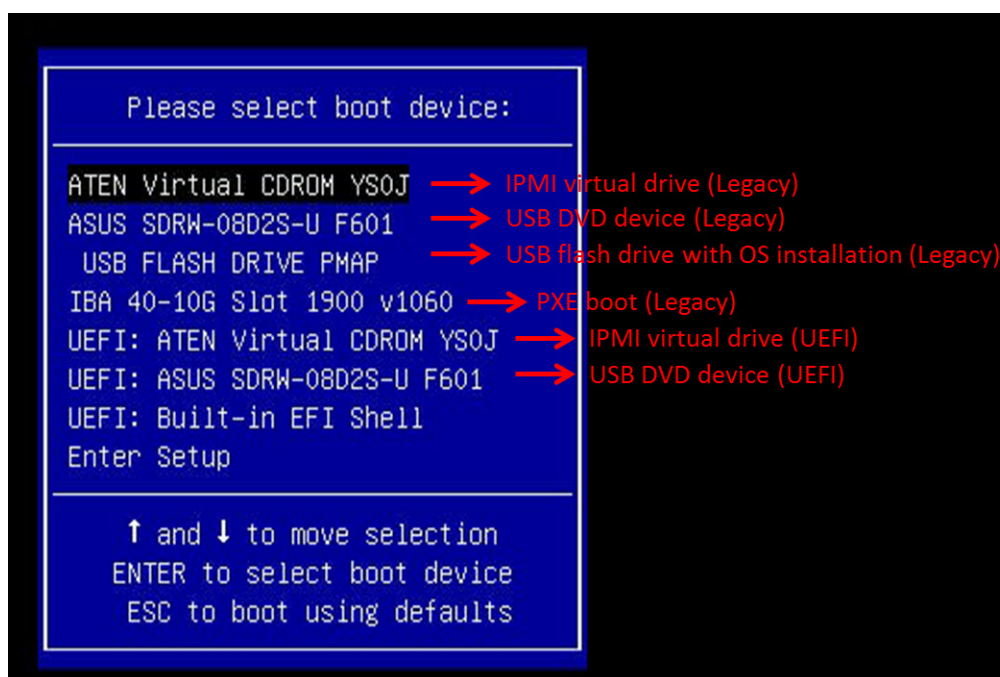 Please select boot device:
ATEN Virtual CDROM YS0J → IPMI virtual drive (Legacy)
ASUS SDRW-08D2S-U F601 → USB DVD device (Legacy)
USB FLASH DRIVE PMAP → USB flash drive with OS installation (Legacy)
IBA 40-10G Slot 1900 v1060 → PXE boot (Legacy)
UEFI: ATEN Virtual CDROM YS0J → IPMI virtual drive (UEFI)
UEFI: ASUS SDRW-08D2S-U F601 → USB DVD device (UEFI)
UEFI: Built-in EFI Shell
Enter Setup
↑ and ↓ to move selection
ENTER to select boot device
ESC to boot using defaults